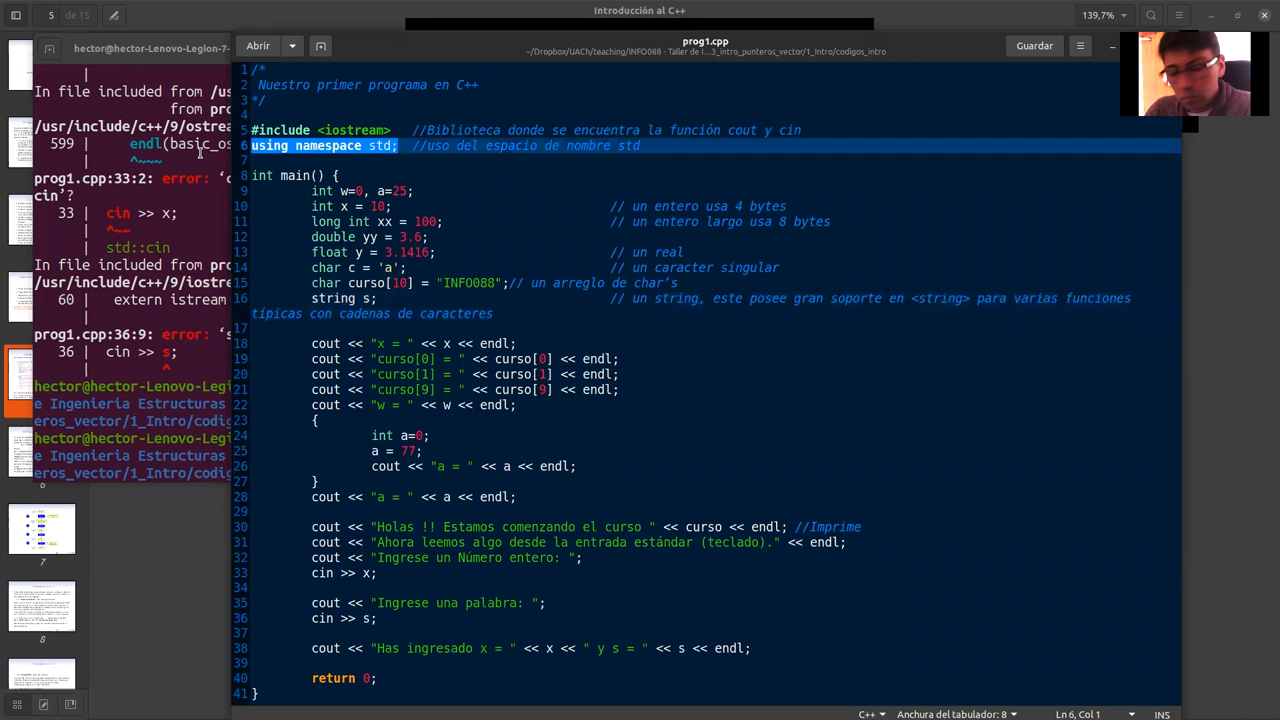 5 de 15
Introducción al C++
139,7%
hector@hector-Lenovo-Legion-7-
Abrir
prog1.cpp
~/Dropbox/UACh/teaching/INFO088 - Taller de I...3_intro_punteros_vector/1_Intro/codigos_intro
Guardar
|
In file included from /us
from pro
/usr/include/c++/9/ostrea
599 | endl(basic_os
| ^~~~
prog1.cpp:33:2: error: ‘c
cin’?
33 | cin >> x;
| ^~~
| std::cin
In file included from pro
/usr/include/c++/9/iostre
60 | extern istream
|
prog1.cpp:36:9: error: ‘s
36 | cin >> s;
| ^
hector@hector-Lenovo-Legi
e Ingenieria Estructuras
eros_vector/1_Intro/codig
hector@hector-Lenovo-Legi
e Ingenieria Estructuras
eros_vector/1_Intro/codig
1 /*
2 Nuestro primer programa en C++
3 */
4
5 #include <iostream> //Biblioteca donde se encuentra la función cout y cin
6 using namespace std; //uso del espacio de nombre std
7
8 int main() {
9 int w=0, a=25;
10 int x = 10; // un entero usa 4 bytes
11 long int xx = 100; // un entero largo usa 8 bytes
12 double yy = 3.6;
13 float y = 3.1416; // un real
14 char c = 'a'; // un caracter singular
15 char curso[10] = "INFO088";// un arreglo de char’s
16 string s; // un string, este posee gran soporte en <string> para varias funciones
típicas con cadenas de caracteres
17
18 cout << "x = " << x << endl;
19 cout << "curso[0] = " << curso[0] << endl;
20 cout << "curso[1] = " << curso[1] << endl;
21 cout << "curso[9] = " << curso[9] << endl;
22 cout << "w = " << w << endl;
23 {
24 int a=0;
25 a = 77;
26 cout << "a = " << a << endl;
27 }
28 cout << "a = " << a << endl;
29
30 cout << "Holas !! Estamos comenzando el curso " << curso << endl; //Imprime
31 cout << "Ahora leemos algo desde la entrada estándar (teclado)." << endl;
32 cout << "Ingrese un Número entero: ";
33 cin >> x;
34
35 cout << "Ingrese una palabra: ";
36 cin >> s;
37
38 cout << "Has ingresado x = " << x << " y s = " << s << endl;
39
40 return 0;
41 }
7
8
C++
Anchura del tabulador: 8
Ln 6, Col 1
INS